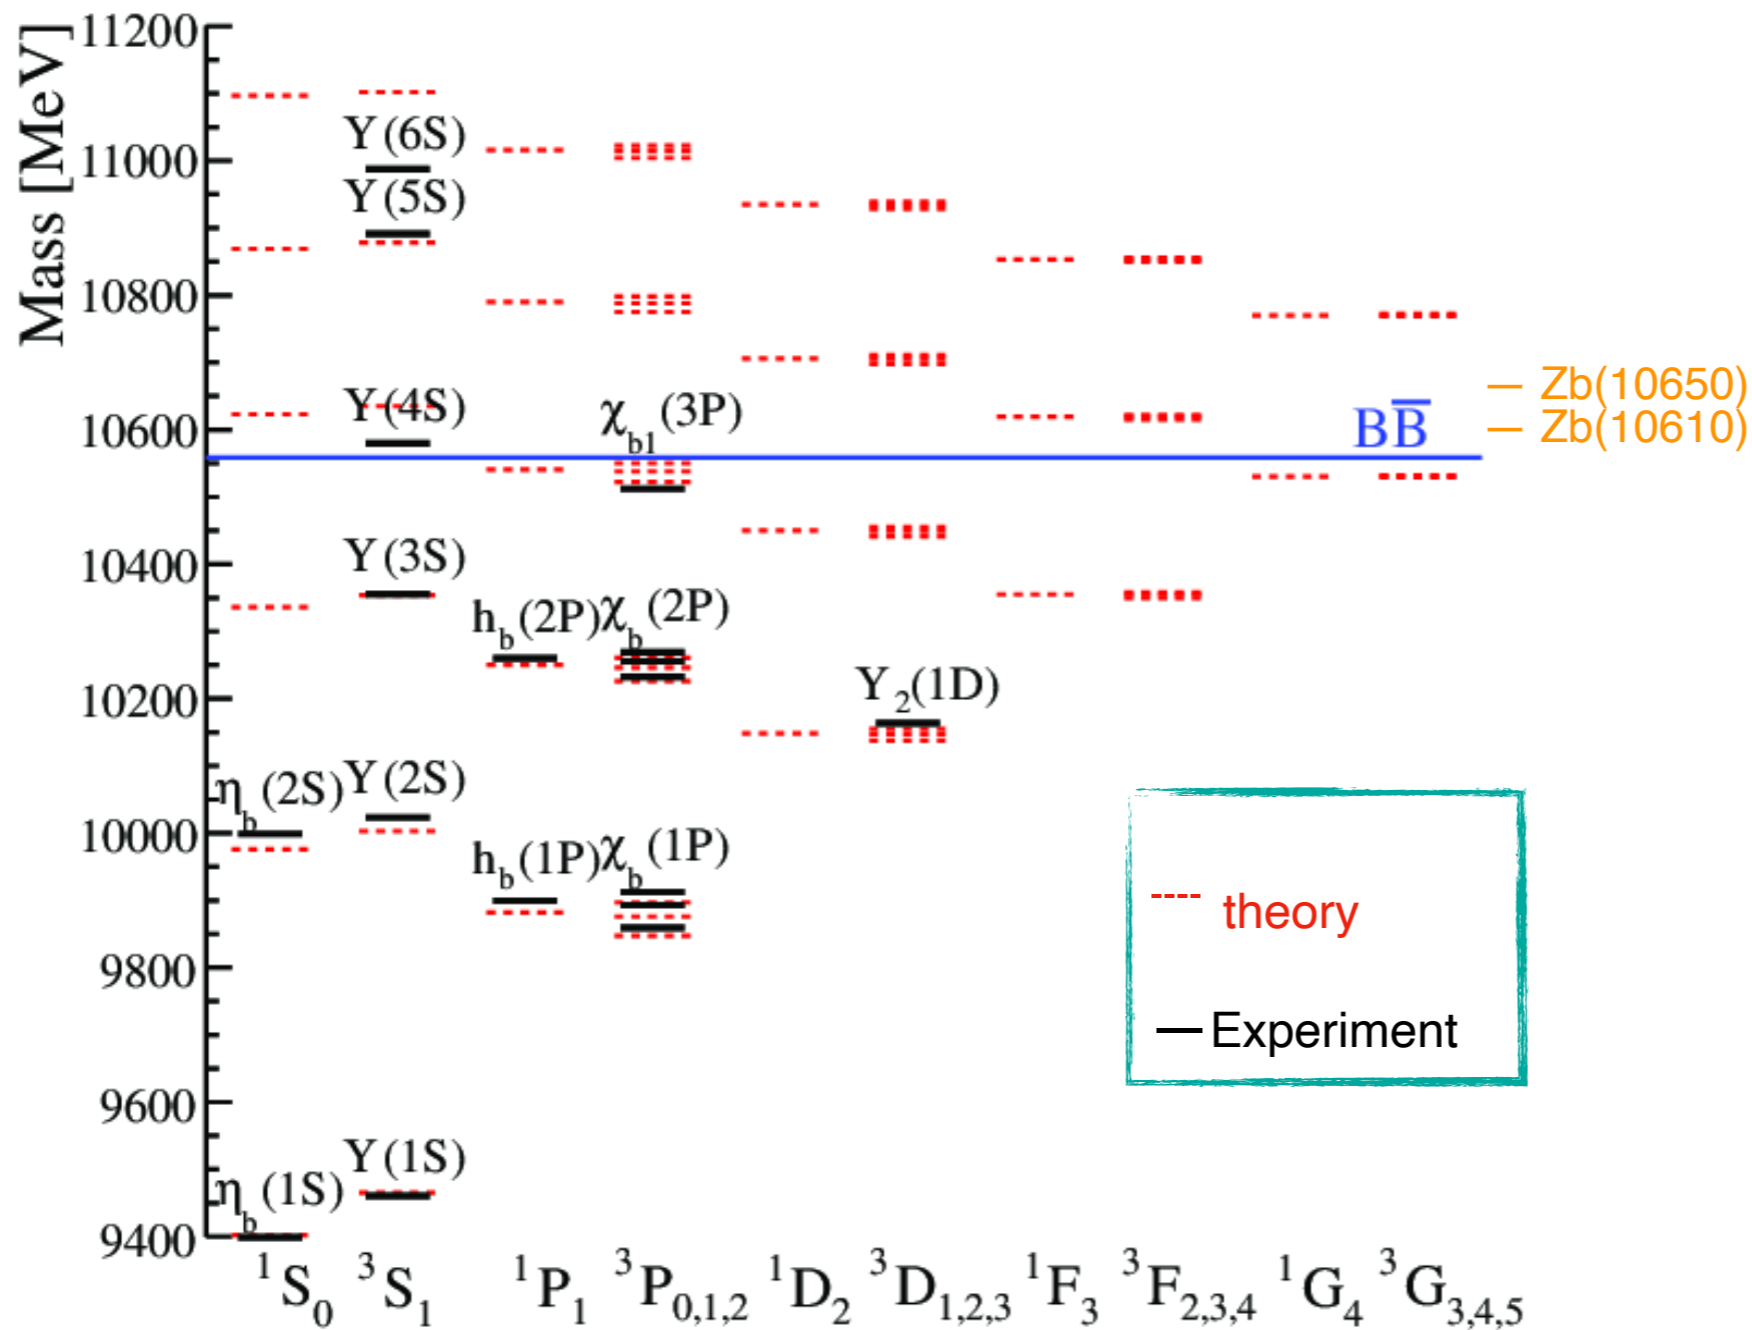 Mass [MeV]
11200
11000
10800
10600
10400
10200
10000
9800
9600
9400
Y(6S)
Y(5S)
Y(4S)
χb1(3P)
BB̅
Zb(10650)
Zb(10610)
Y(3S)
hb(2P) χb(2P)
Y2(1D)
ηb(2S) Y(2S)
hb(1P) χb(1P)
theory
Experiment
ηb(1S) Y(1S)
1S0 3S1 1P1 3P0,1,2 1D2 3D1,2,3 1F3 3F2,3,4 1G4 3G3,4,5